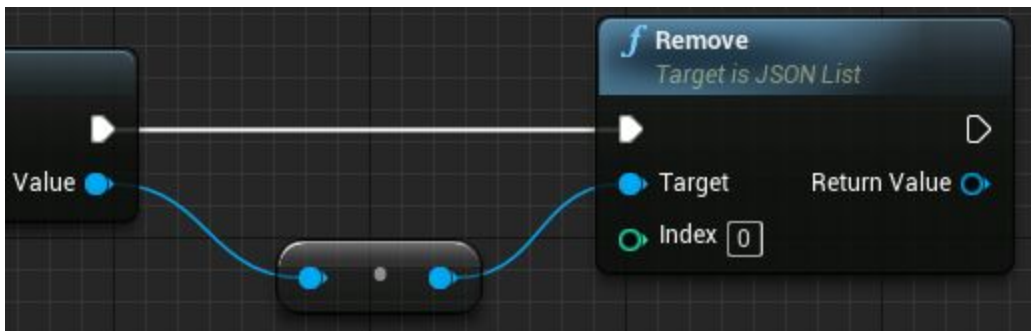 f Remove
Target is JSON List
Value
Target
Return Value
Index 0